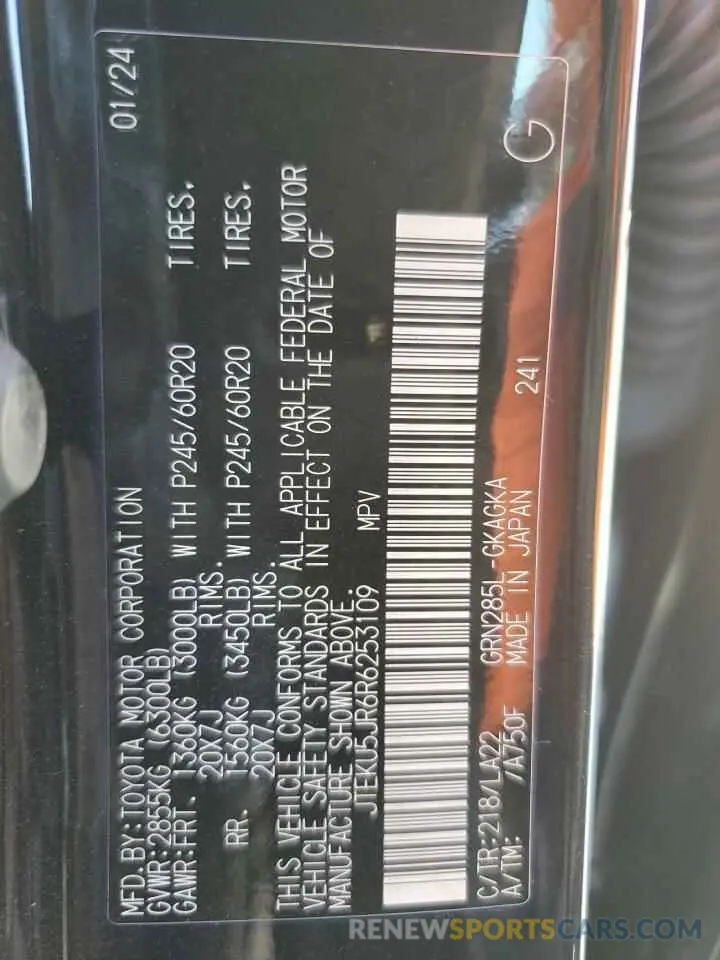 MFD. BY:TOYOTA MOTOR CORPORATION 01/24
GVWR:2855KG (6300LB)
GAWR:FRT. 1360KG (3000LB) WITH P245/60R20 TIRES.
20X7J RIMS.
RR. 1560KG (3450LB) WITH P245/60R20 TIRES.
20X7J RIMS.
THIS VEHICLE CONFORMS TO ALL APPLICABLE FEDERAL MOTOR
VEHICLE SAFETY STANDARDS IN EFFECT ON THE DATE OF
MANUFACTURE SHOWN ABOVE.
JTEKU5JR6R6253109 MPV
C/TR:218/LA22 GRN285L-GKAGKA
A/TM: /A750F MADE IN JAPAN 241 G
RENEWSPORTSCARS.COM